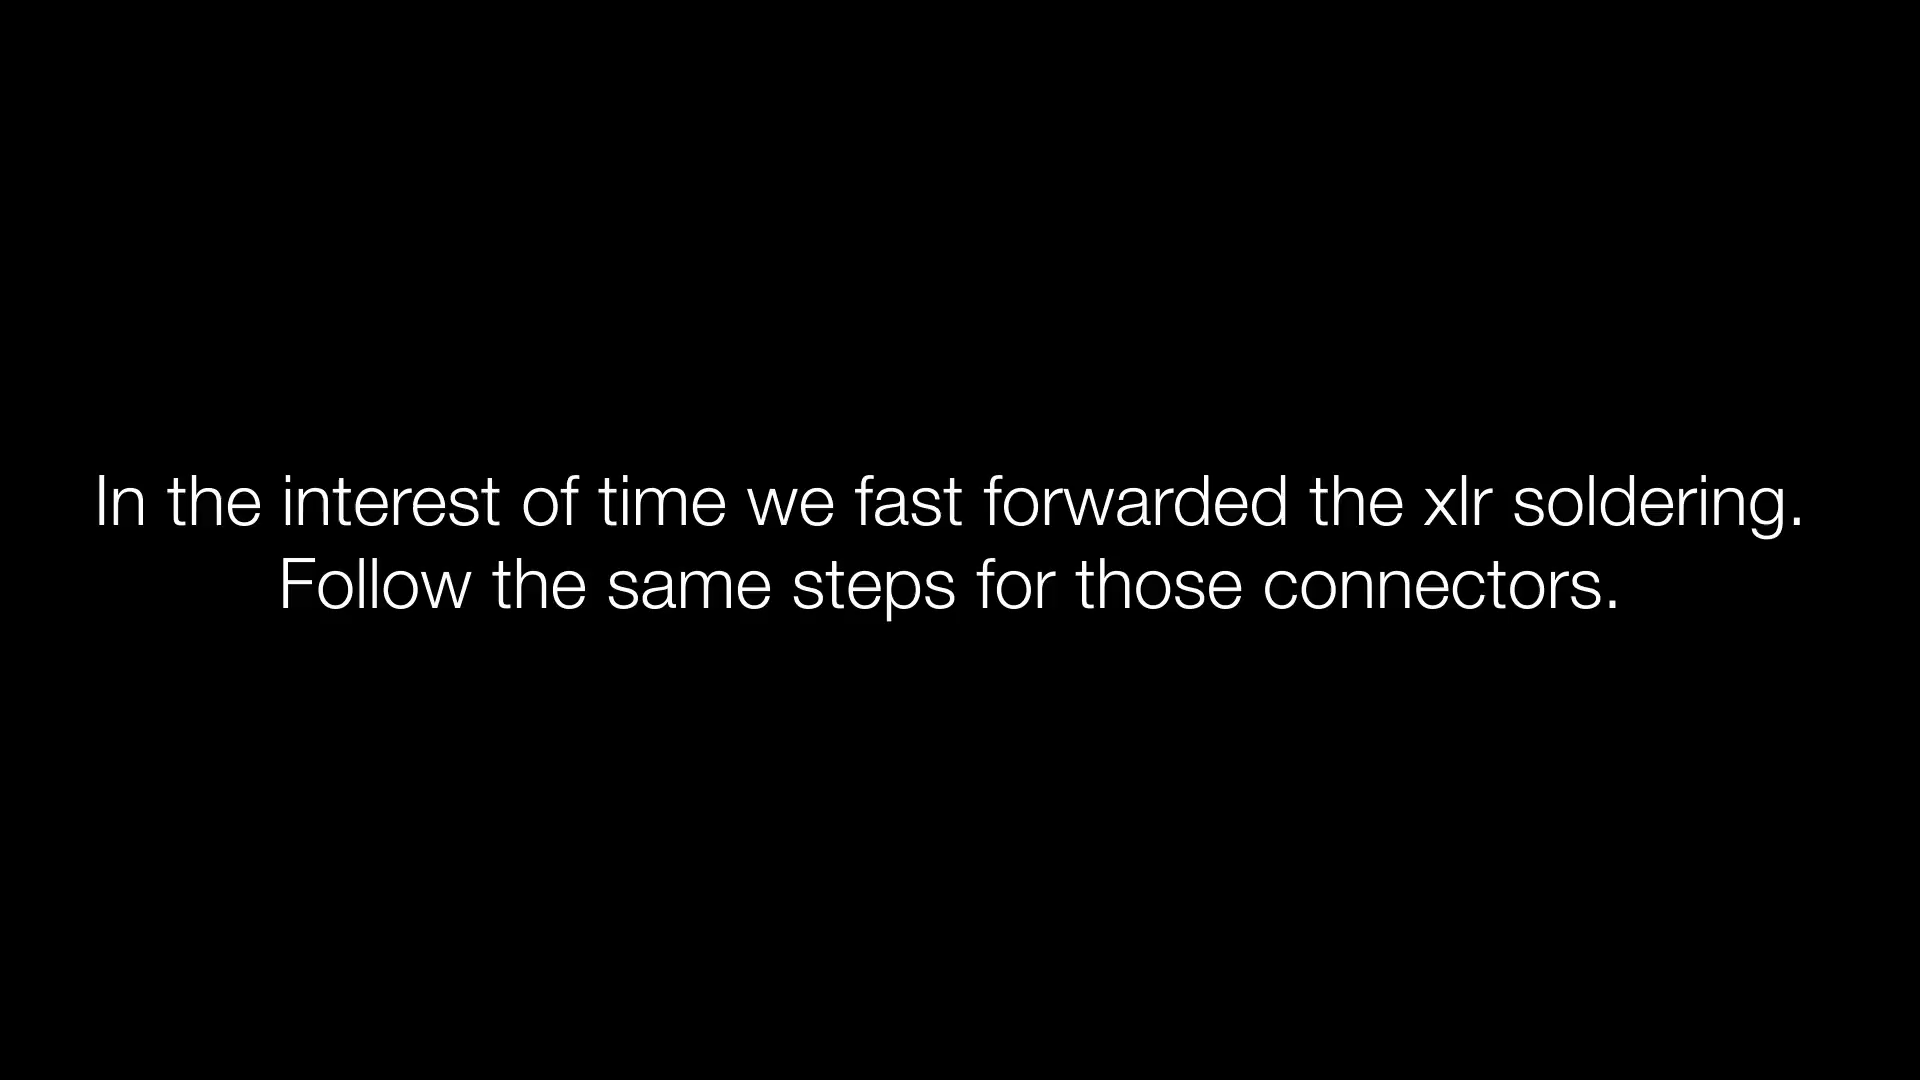 In the interest of time we fast forwarded the xlr soldering.
Follow the same steps for those connectors.